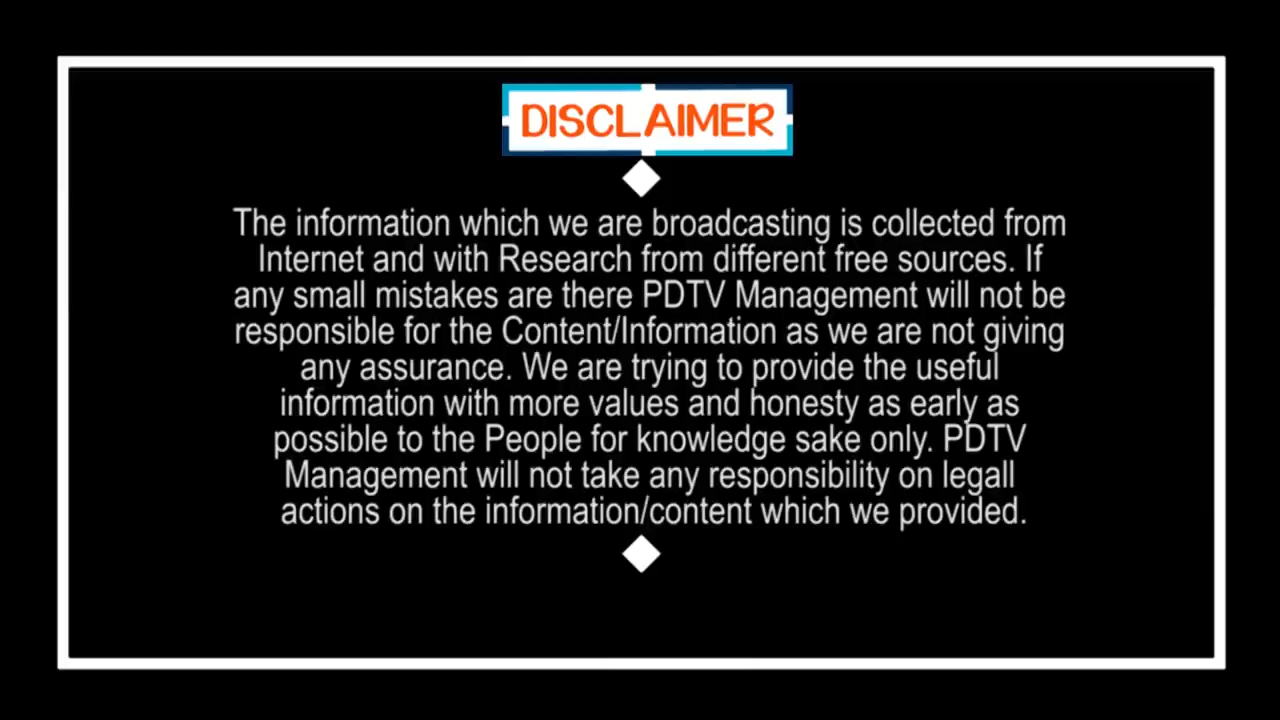 DISCLAIMER
The information which we are broadcasting is collected from
Internet and with Research from different free sources. If
any small mistakes are there PDTV Management will not be
responsible for the Content/Information as we are not giving
any assurance. We are trying to provide the useful
information with more values and honesty as early as
possible to the People for knowledge sake only. PDTV
Management will not take any responsibility on legall
actions on the information/content which we provided.